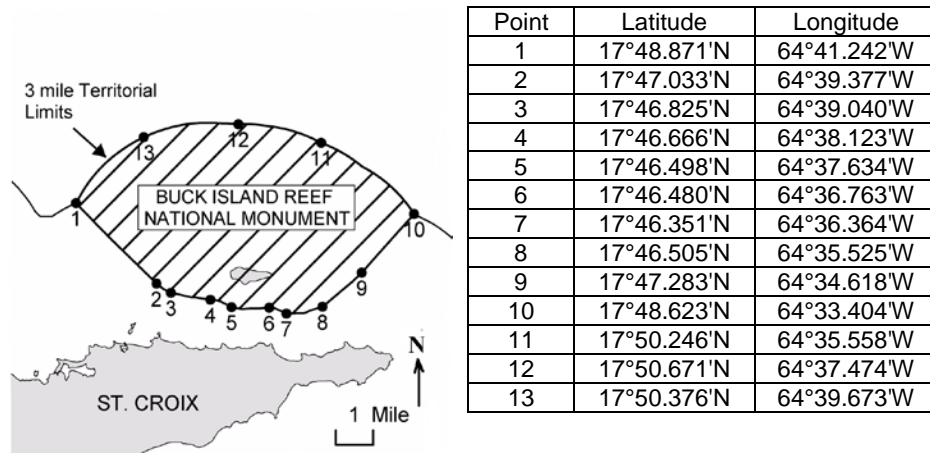 3 mile Territorial
Limits
13
12
11
BUCK ISLAND REEF
NATIONAL MONUMENT
1
10
2
3
4
5
6
7
8
9
N
ST. CROIX
1 Mile
Point Latitude Longitude
1 17°48.871'N 64°41.242'W
2 17°47.033'N 64°39.377'W
3 17°46.825'N 64°39.040'W
4 17°46.666'N 64°38.123'W
5 17°46.498'N 64°37.634'W
6 17°46.480'N 64°36.763'W
7 17°46.351'N 64°36.364'W
8 17°46.505'N 64°35.525'W
9 17°47.283'N 64°34.618'W
10 17°48.623'N 64°33.404'W
11 17°50.246'N 64°35.558'W
12 17°50.671'N 64°37.474'W
13 17°50.376'N 64°39.673'W